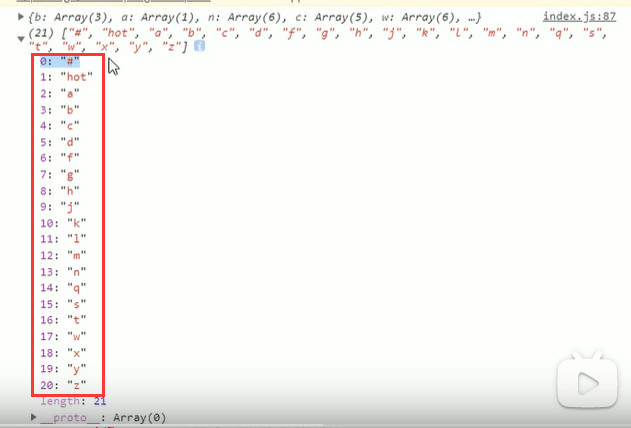 {b: Array(3), a: Array(1), n: Array(6), c: Array(5), w: Array(6), …} index.js:87
(21) ["#", "hot", "a", "b", "c", "d", "f", "g", "h", "j", "k", "l", "m", "n", "q", "s",
"t", "w", "x", "y", "z"] i
0: "#"
1: "hot"
2: "a"
3: "b"
4: "c"
5: "d"
6: "f"
7: "g"
8: "h"
9: "j"
10: "k"
11: "l"
12: "m"
13: "n"
14: "q"
15: "s"
16: "t"
17: "w"
18: "x"
19: "y"
20: "z"
length: 21
__proto__: Array(0)